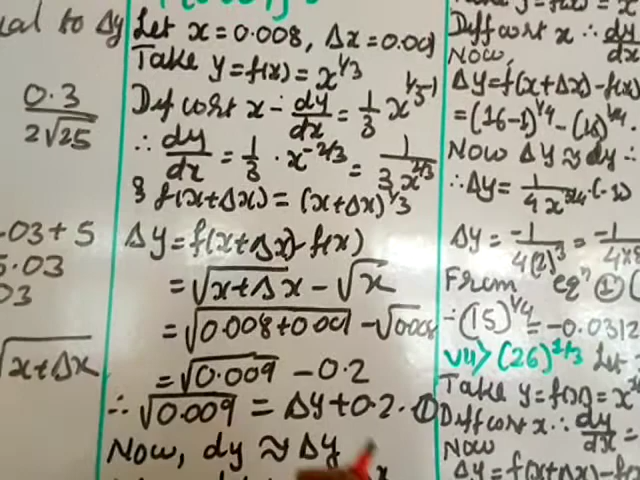 ual to Δy
0.3
2√25
.03+5
5.03
03
√x+Δx
Let x=0.008, Δx=0.001
Take y=f(x)=x^1/3
Diff wrt x - dy/dx = 1/3 x^1/3-1
∴ dy/dx = 1/3 · x^-2/3 = 1/3x^2/3
& f(x+Δx)=(x+Δx)^1/3
Δy=f(x+Δx)-f(x)
=√x+Δx - √x
=√0.008+0.001 - √0.008
=√0.009 - 0.2
∴ √0.009 = Δy+0.2. ①
Now, dy ≈ Δy
Diff wrt x ∴ dy/dx
Now,
Δy=f(x+Δx)-f(x)
=(16-1)^1/4 - (16)^1/4
Now Δy≈dy
∴Δy= 1/4x^3/4
Δy= -1/4(2)^3 = -1/4×8
From eqn ①
(15)^1/4 = -0.0312
vii> (26)^1/3 Let
Take y=f(x)=x
Diff wrt x ∴ dy/dx =
Now
Δy=f(x+Δx)-f(